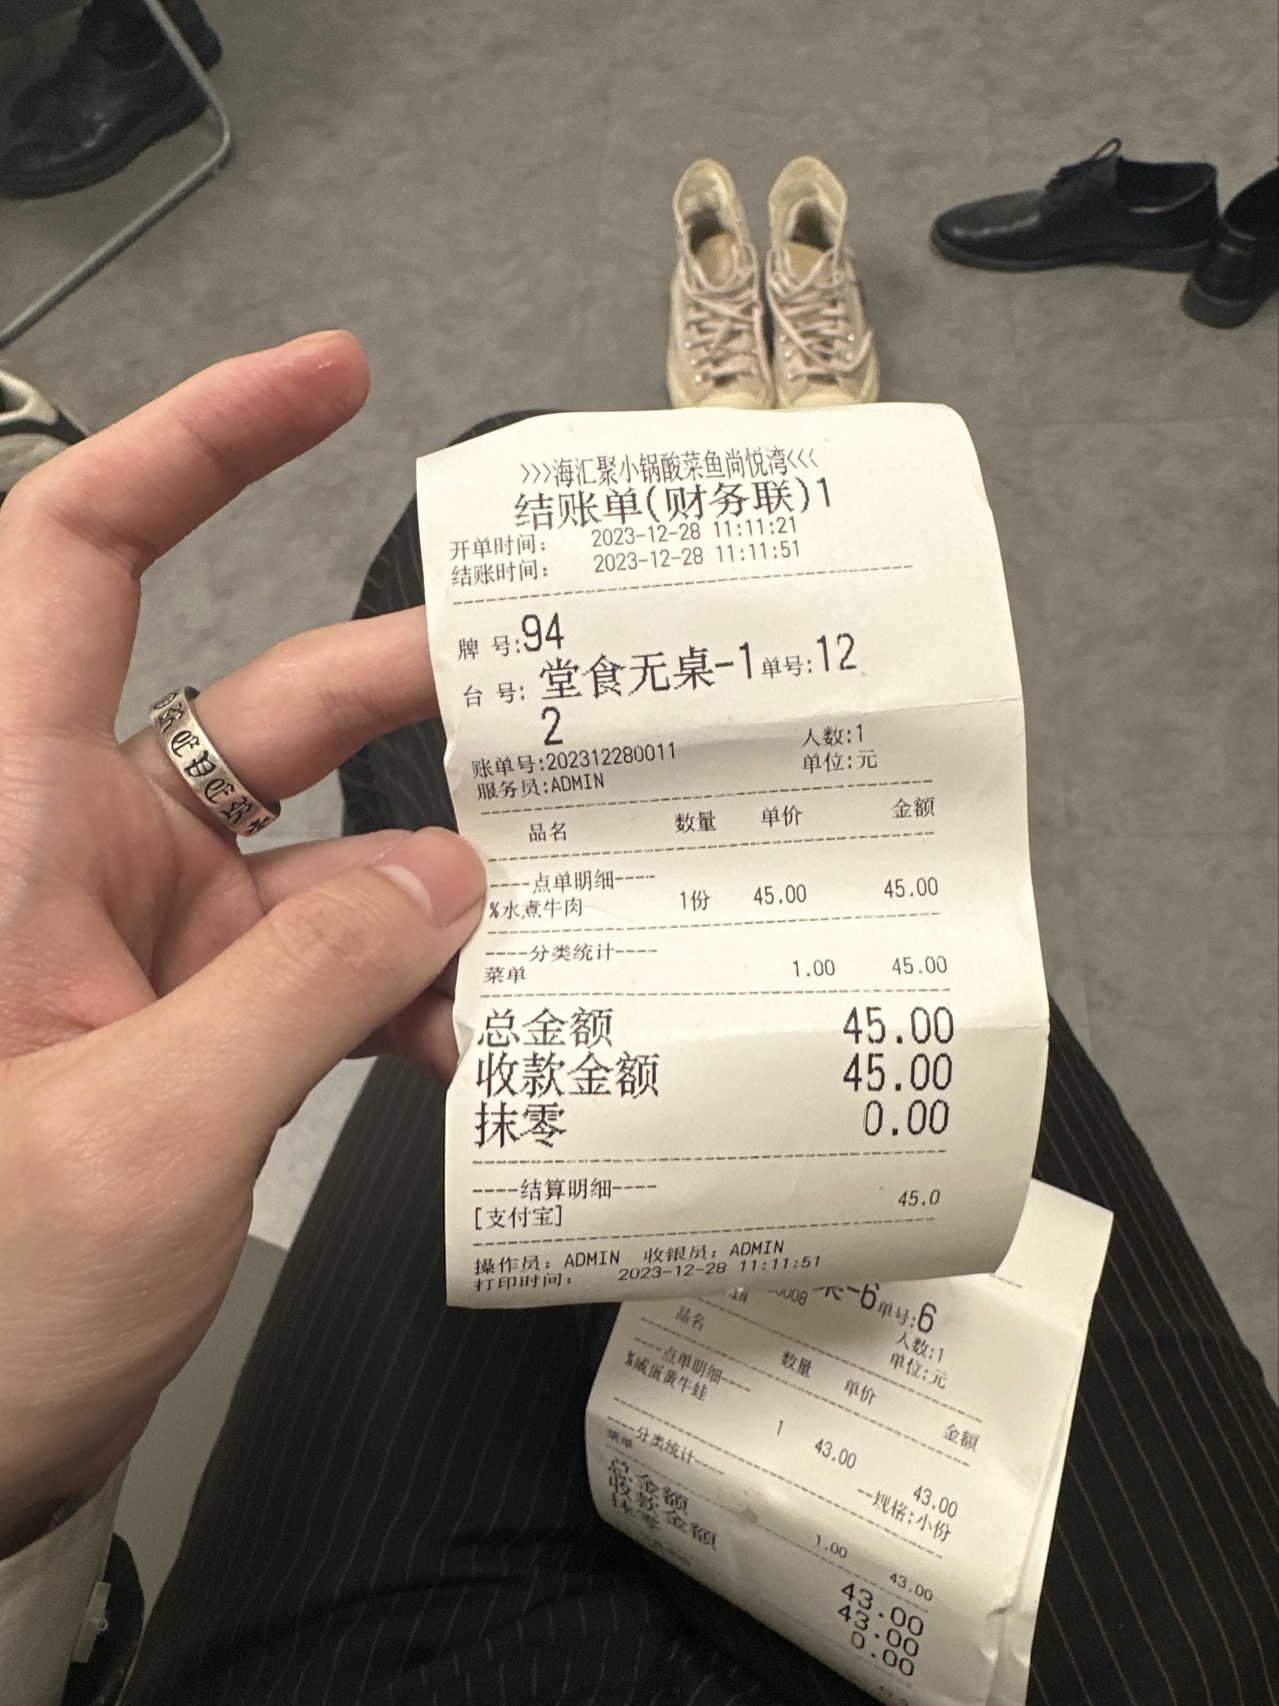 >>>海汇聚小锅酸菜鱼尚悦湾<<<
结账单(财务联)1
开单时间: 2023-12-28 11:11:21
结账时间: 2023-12-28 11:11:51
牌 号:94
台 号: 堂食无桌-1 单号:12
2
账单号:202312280011 人数:1
服务员:ADMIN 单位:元
品名 数量 单价 金额
----点单明细----
%水煮牛肉 1份 45.00 45.00
----分类统计----
菜单 1.00 45.00
总金额 45.00
收款金额 45.00
抹零 0.00
----结算明细----
[支付宝] 45.0
操作员: ADMIN 收银员: ADMIN
打印时间: 2023-12-28 11:11:51
-6 单号:6
0008 人数:1
单位:元
品名 数量 单价 金额
----点单明细----
%咸蛋黄牛蛙 1 43.00 43.00
--规格:小份
----分类统计----
菜单 1.00 43.00
总金额 43.00
收款金额 43.00
抹零 0.00